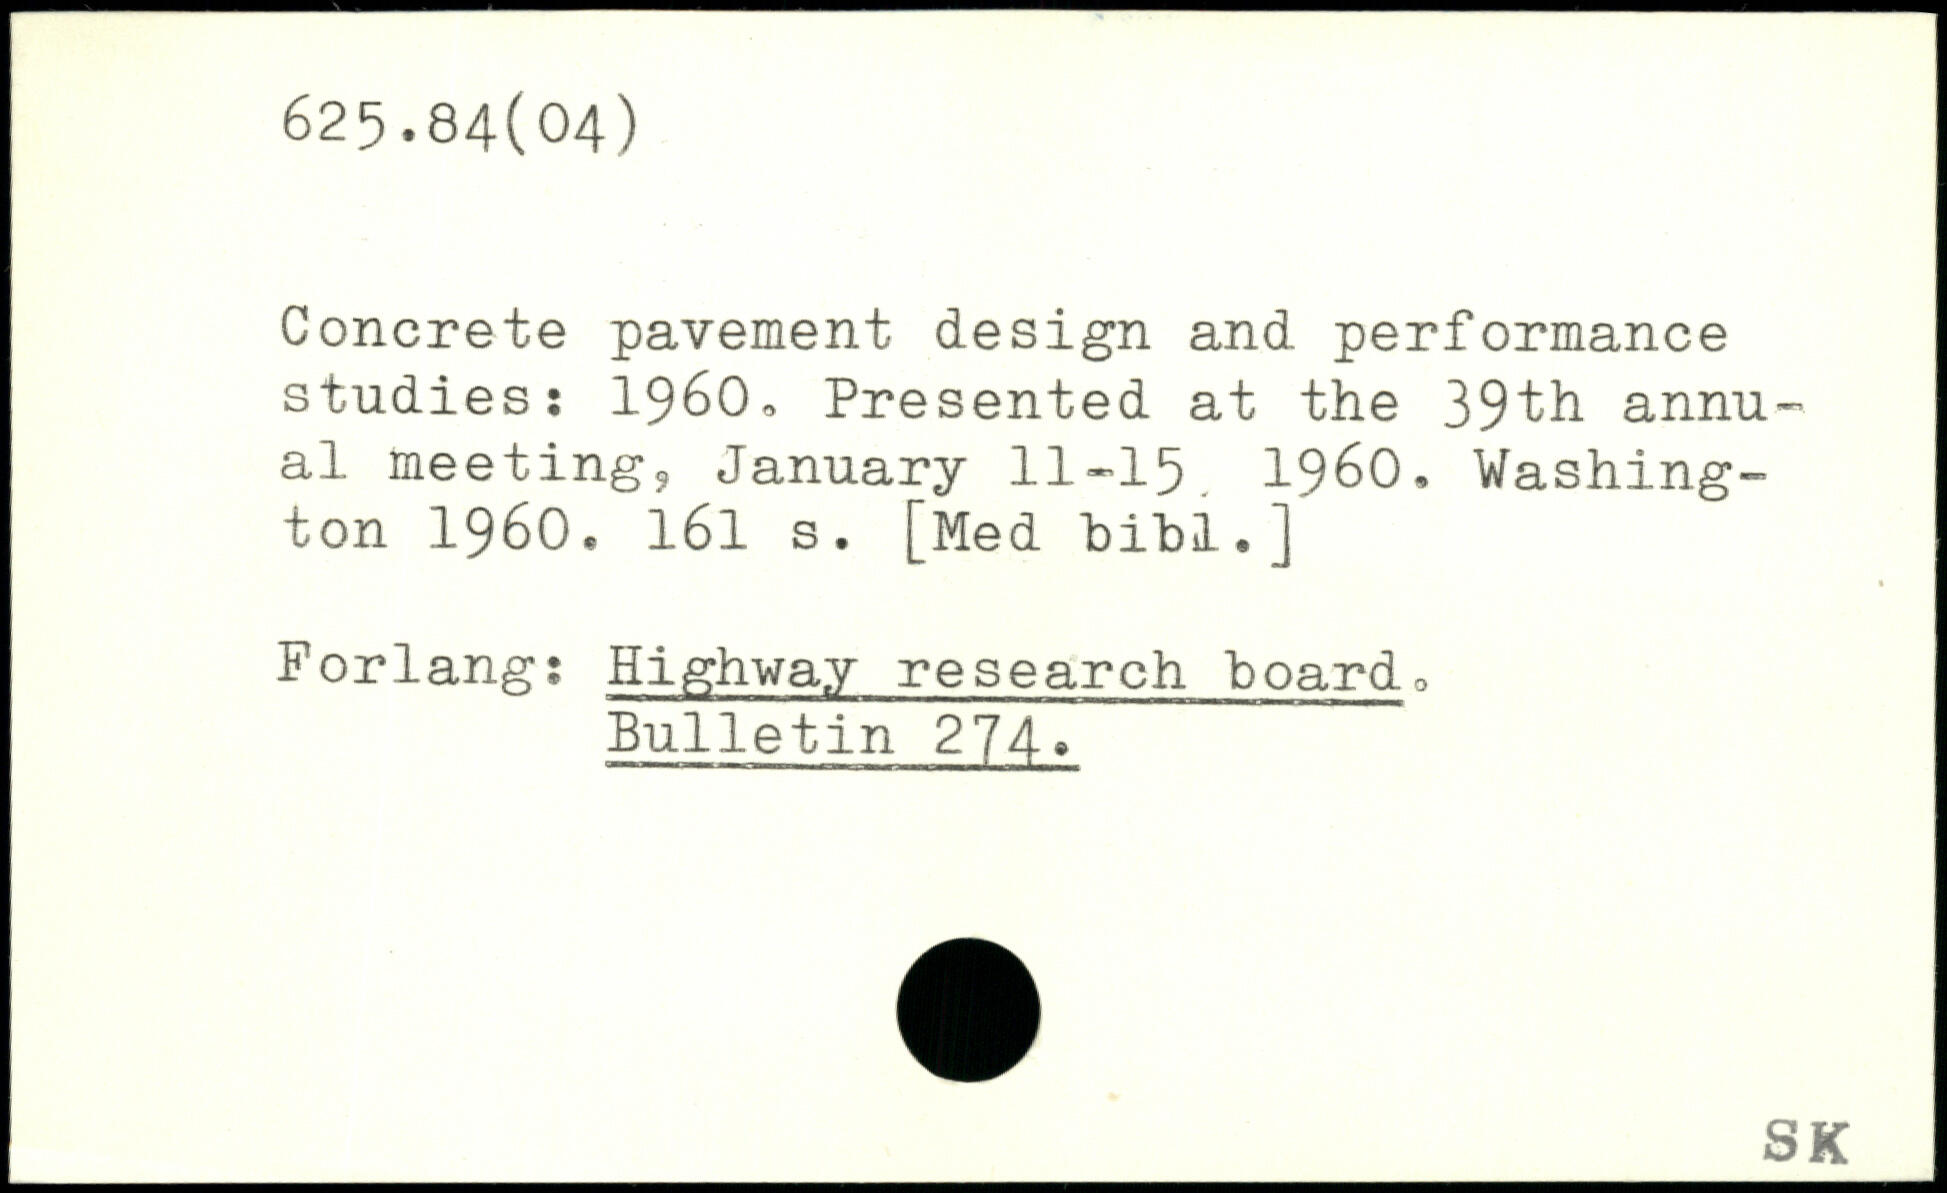 625.84(04)
Concrete pavement design and performance
studies: 1960. Presented at the 39th annu-
al meeting, January 11-15, 1960. Washing-
ton 1960. 161 s. [Med bibl.]
Forlang: Highway research board.
Bulletin 274.
SK